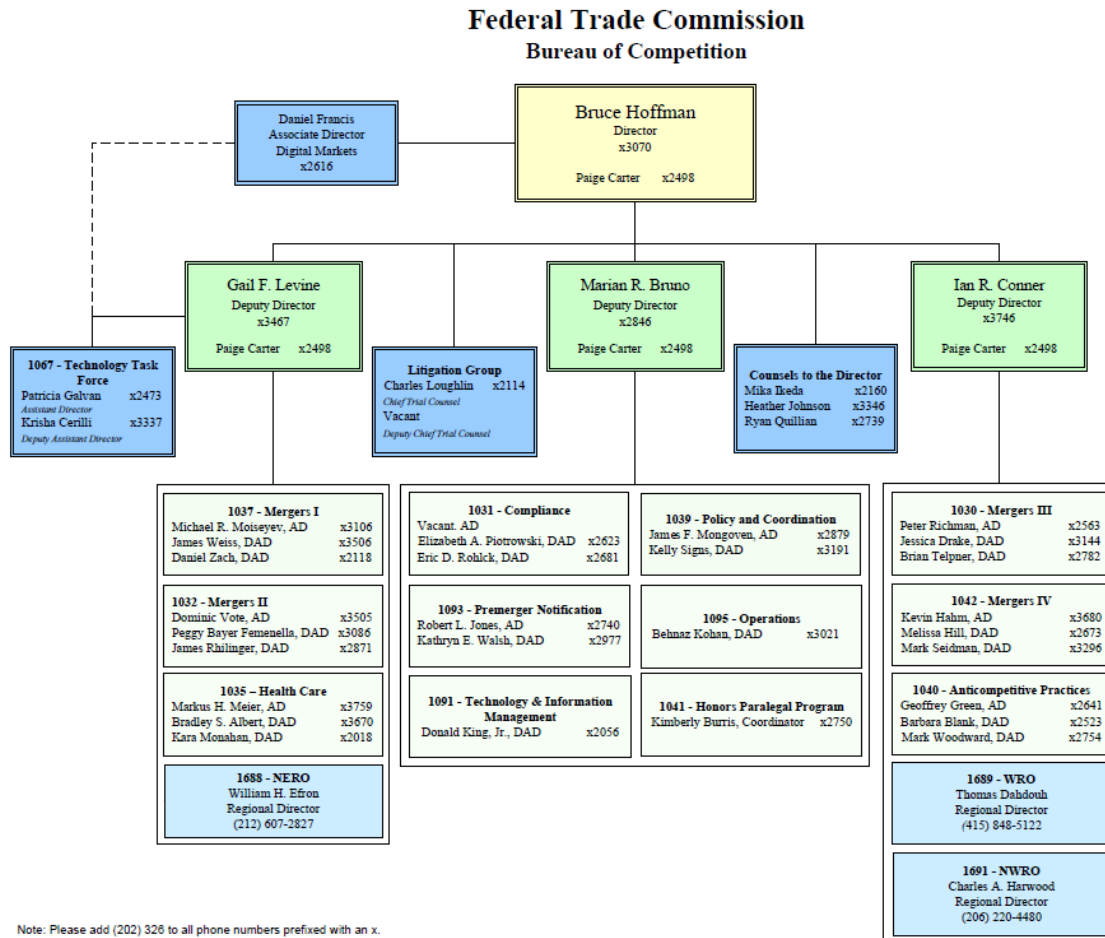 Federal Trade Commission
Bureau of Competition
Daniel Francis
Associate Director
Digital Markets
x2616
Bruce Hoffman
Director
x3070
Paige Carter x2498
Gail F. Levine
Deputy Director
x3467
Paige Carter x2498
Marian R. Bruno
Deputy Director
x2846
Paige Carter x2498
Ian R. Conner
Deputy Director
x3746
Paige Carter x2498
1067 - Technology Task
Force
Patricia Galvan x2473
Assistant Director
Krisha Cerilli x3337
Deputy Assistant Director
Litigation Group
Charles Loughlin x2114
Chief Trial Counsel
Vacant
Deputy Chief Trial Counsel
Counsels to the Director
Mika Ikeda x2160
Heather Johnson x3346
Ryan Quillian x2739
1037 - Mergers I
Michael R. Moiseyev, AD x3106
James Weiss, DAD x3506
Daniel Zach, DAD x2118
1032 - Mergers II
Dominic Vote, AD x3505
Peggy Bayer Femenella, DAD x3086
James Rhilinger, DAD x2871
1035 – Health Care
Markus H. Meier, AD x3759
Bradley S. Albert, DAD x3670
Kara Monahan, DAD x2018
1688 - NERO
William H. Efron
Regional Director
(212) 607-2827
1031 - Compliance
Vacant. AD
Elizabeth A. Piotrowski, DAD x2623
Eric D. Rohlck, DAD x2681
1039 - Policy and Coordination
James F. Mongoven, AD x2879
Kelly Signs, DAD x3191
1093 - Premerger Notification
Robert L. Jones, AD x2740
Kathryn E. Walsh, DAD x2977
1095 - Operations
Behnaz Kohan, DAD x3021
1091 - Technology & Information
Management
Donald King, Jr., DAD x2056
1041 - Honors Paralegal Program
Kimberly Burris, Coordinator x2750
1030 - Mergers III
Peter Richman, AD x2563
Jessica Drake, DAD x3144
Brian Telpner, DAD x2782
1042 - Mergers IV
Kevin Hahm, AD x3680
Melissa Hill, DAD x2673
Mark Seidman, DAD x3296
1040 - Anticompetitive Practices
Geoffrey Green, AD x2641
Barbara Blank, DAD x2523
Mark Woodward, DAD x2754
1689 - WRO
Thomas Dahdouh
Regional Director
(415) 848-5122
1691 - NWRO
Charles A. Harwood
Regional Director
(206) 220-4480
Note: Please add (202) 326 to all phone numbers prefixed with an x.